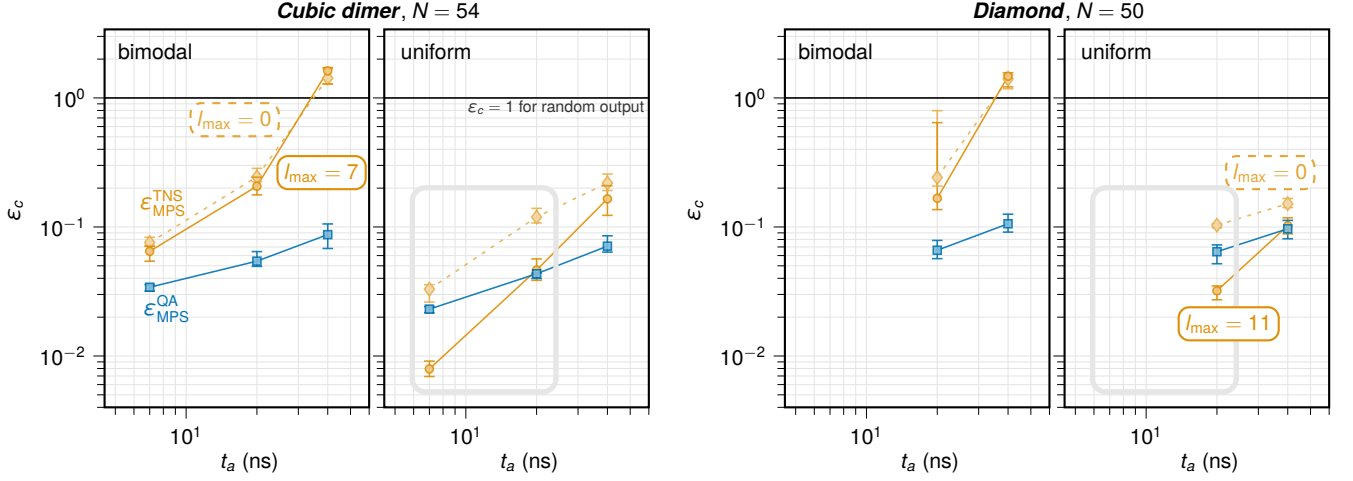 Cubic dimer, N = 54
bimodal
uniform
ε_c = 1 for random output
l_max = 0
l_max = 7
ε_MPS^TNS
ε_MPS^QA
ε_c
10^0
10^−1
10^−2
10^1
10^1
t_a (ns)
t_a (ns)
Diamond, N = 50
bimodal
uniform
l_max = 0
l_max = 11
ε_c
10^0
10^−1
10^−2
10^1
10^1
t_a (ns)
t_a (ns)